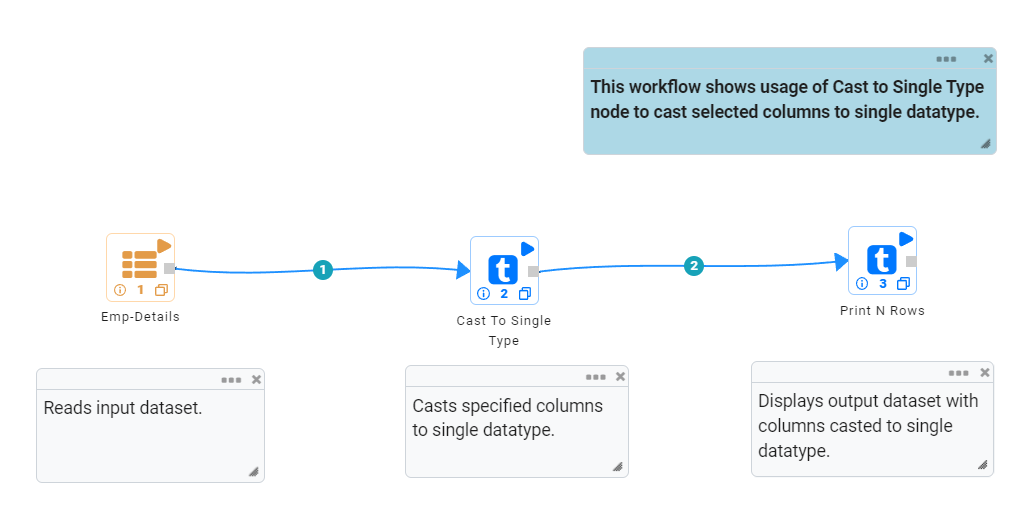 This workflow shows usage of Cast to Single Type
node to cast selected columns to single datatype.
1
2
1
Emp-Details
t
2
Cast To Single
Type
t
3
Print N Rows
Reads input dataset.
Casts specified columns
to single datatype.
Displays output dataset with
columns casted to single
datatype.